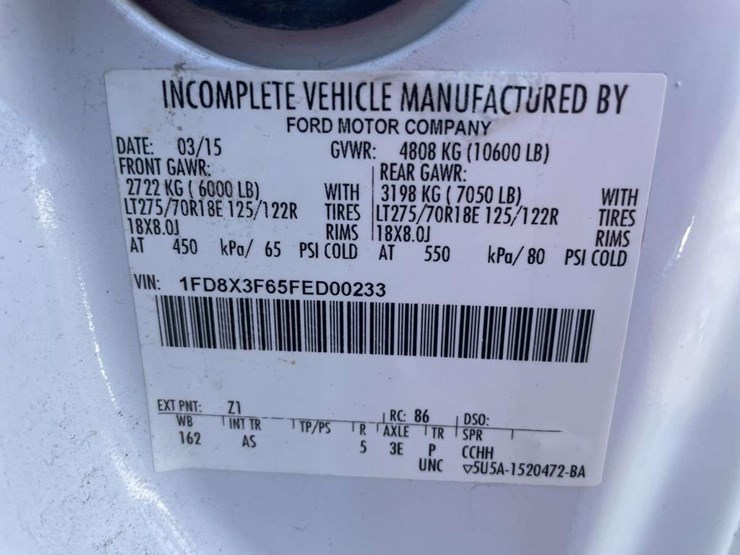 INCOMPLETE VEHICLE MANUFACTURED BY
FORD MOTOR COMPANY
DATE: 03/15 GVWR: 4808 KG (10600 LB)
FRONT GAWR: REAR GAWR:
2722 KG ( 6000 LB) WITH 3198 KG ( 7050 LB) WITH
LT275/70R18E 125/122R TIRES LT275/70R18E 125/122R TIRES
18X8.0J RIMS 18X8.0J RIMS
AT 450 kPa/ 65 PSI COLD AT 550 kPa/ 80 PSI COLD
VIN: 1FD8X3F65FED00233
EXT PNT: Z1 RC: 86 DSO:
WB INT TR TP/PS R AXLE TR SPR
162 AS 5 3E P CCHH
UNC ▽5U5A-1520472-BA